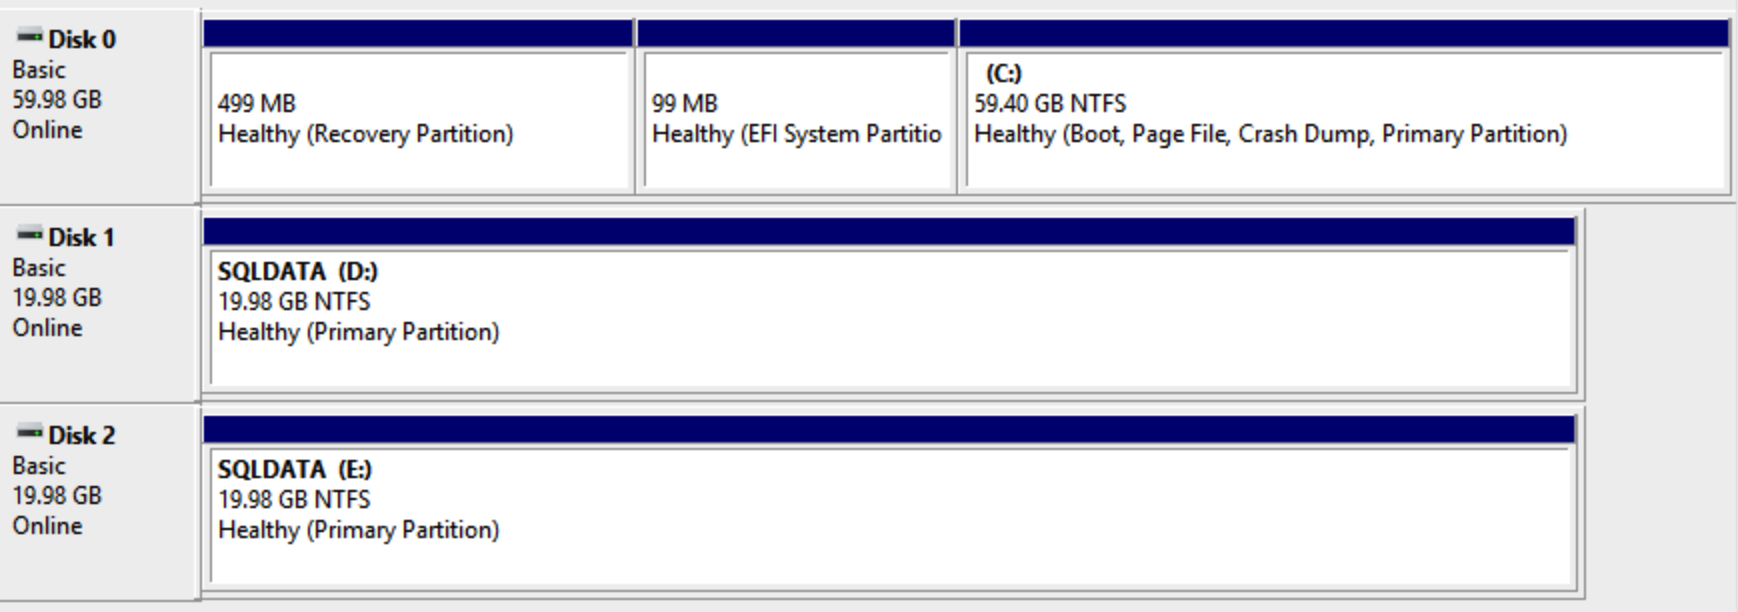 Disk 0
Basic
59.98 GB
Online
499 MB
Healthy (Recovery Partition)
99 MB
Healthy (EFI System Partitio
(C:)
59.40 GB NTFS
Healthy (Boot, Page File, Crash Dump, Primary Partition)
Disk 1
Basic
19.98 GB
Online
SQLDATA (D:)
19.98 GB NTFS
Healthy (Primary Partition)
Disk 2
Basic
19.98 GB
Online
SQLDATA (E:)
19.98 GB NTFS
Healthy (Primary Partition)